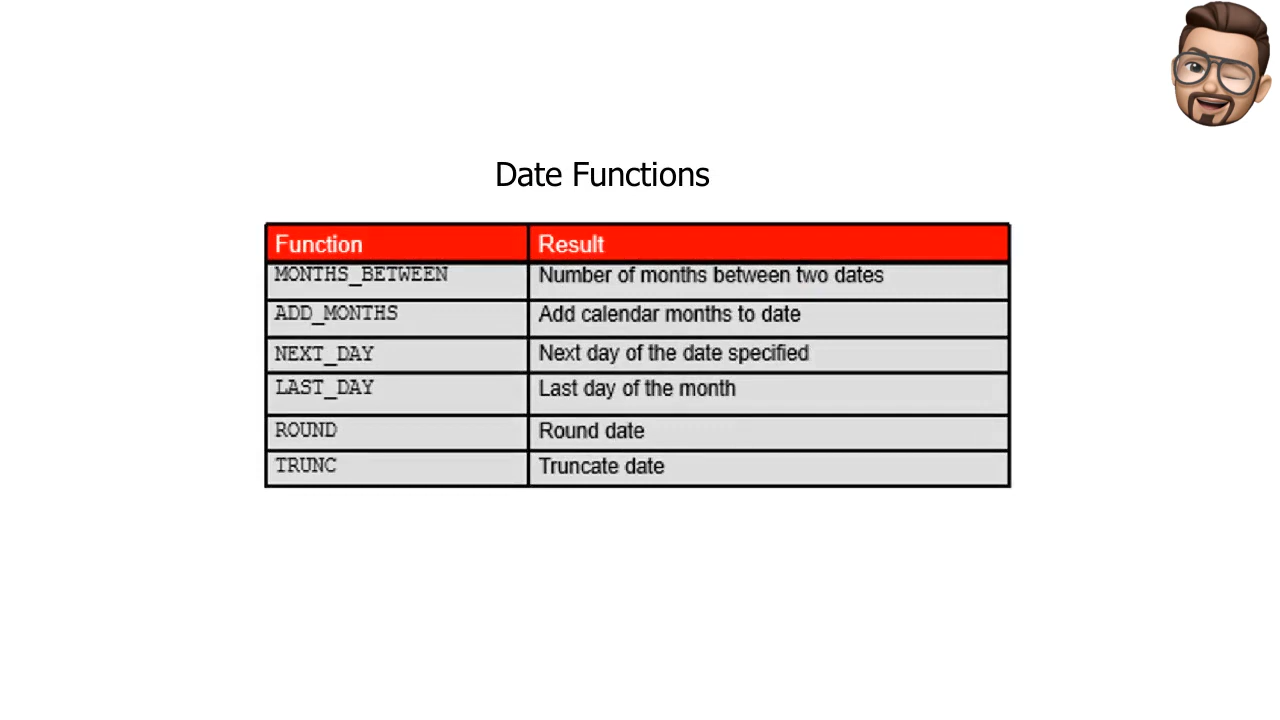 Date Functions
Function Result
MONTHS_BETWEEN Number of months between two dates
ADD_MONTHS Add calendar months to date
NEXT_DAY Next day of the date specified
LAST_DAY Last day of the month
ROUND Round date
TRUNC Truncate date